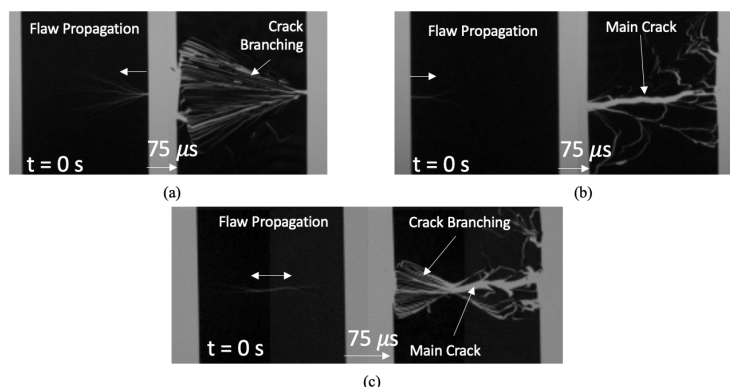 Flaw Propagation
Crack
Branching
75 μs
t = 0 s
(a)
Flaw Propagation
Main Crack
75 μs
t = 0 s
(b)
Flaw Propagation
Crack Branching
75 μs
t = 0 s
Main Crack
(c)